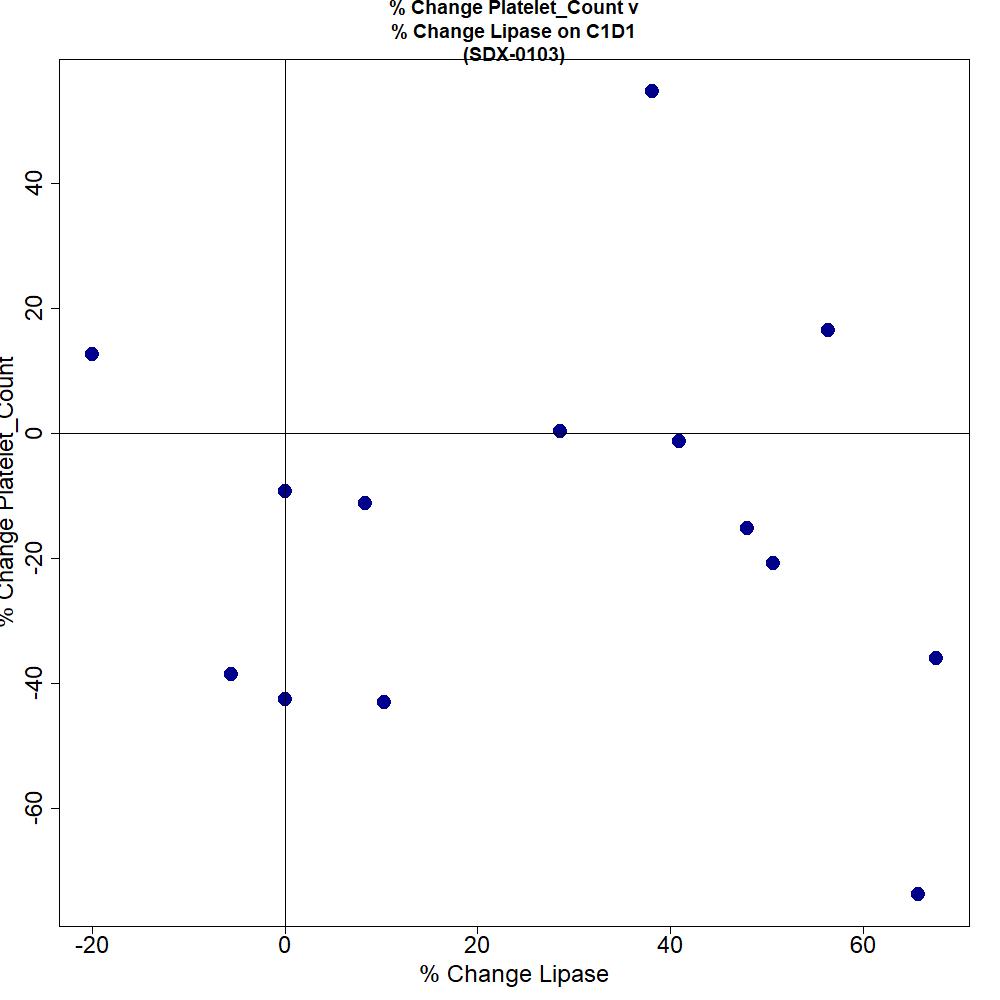 % Change Platelet_Count v
% Change Lipase on C1D1
(SDX-0103)
% Change Platelet_Count
40
20
0
-20
-40
-60
-20 0 20 40 60
% Change Lipase